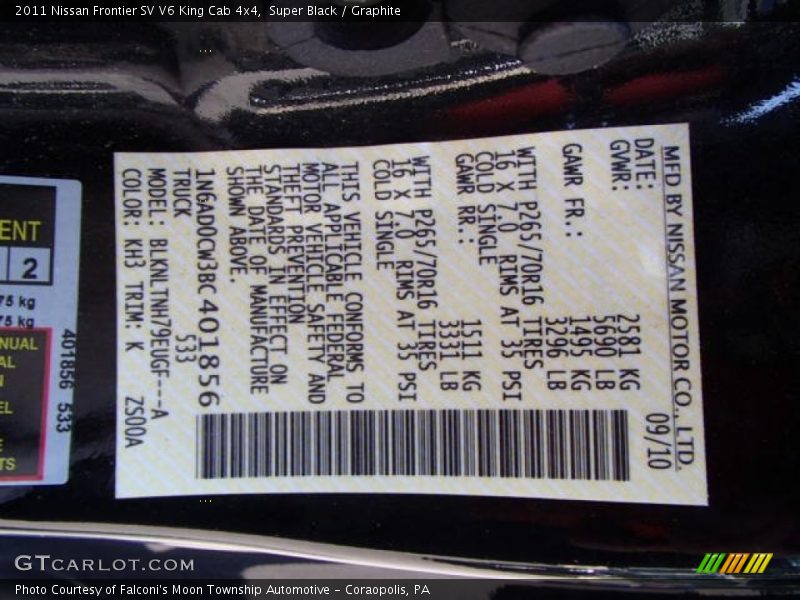 2011 Nissan Frontier SV V6 King Cab 4x4, Super Black / Graphite
MFD BY NISSAN MOTOR CO., LTD.
DATE: 09/10
GVWR: 2581 KG
5690 LB
GAWR FR.: 1495 KG
3296 LB
WITH P265/70R16 TIRES
16 X 7.0 RIMS AT 35 PSI
COLD SINGLE
GAWR RR.: 1511 KG
3331 LB
WITH P265/70R16 TIRES
16 X 7.0 RIMS AT 35 PSI
COLD SINGLE
THIS VEHICLE CONFORMS TO
ALL APPLICABLE FEDERAL
MOTOR VEHICLE SAFETY AND
THEFT PREVENTION
STANDARDS IN EFFECT ON
THE DATE OF MANUFACTURE
SHOWN ABOVE.
1N6AD0CW3BC401856
TRUCK 533
MODEL: BLKNLTNH79EUGF---A
COLOR: KH3 TRIM: K ZS00A
ENT
2
75 kg
75 kg
NUAL
AL
N
EL
E
TS
401856 533
GTCARLOT.COM
Photo Courtesy of Falconi's Moon Township Automotive - Coraopolis, PA